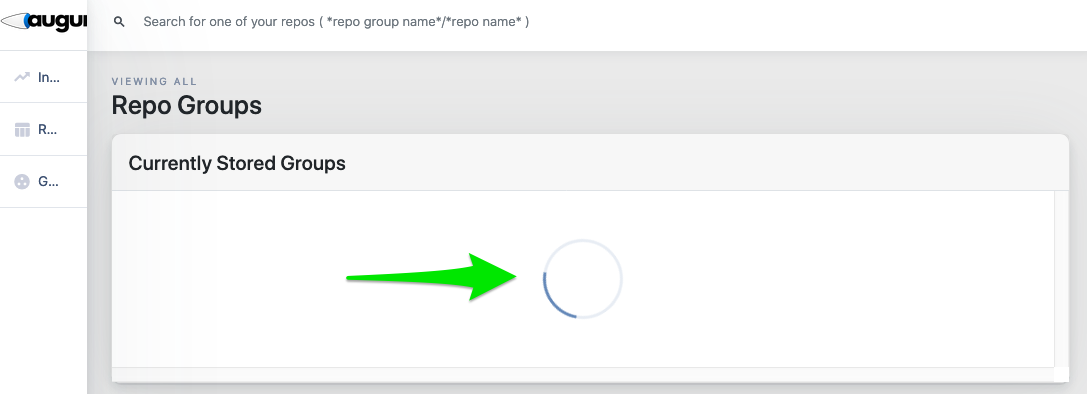 augur
Search for one of your repos ( *repo group name*/*repo name* )
In...
R...
G...
VIEWING ALL
Repo Groups
Currently Stored Groups